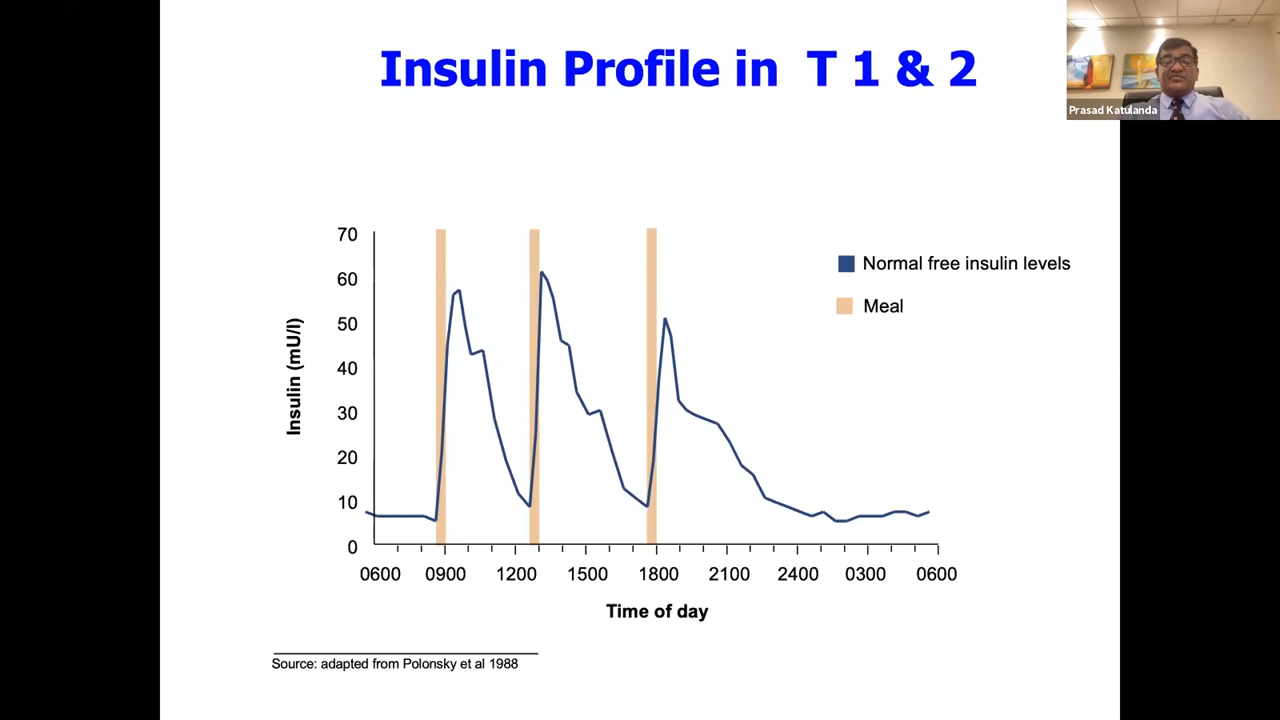 Insulin Profile in T 1 & 2
Prasad Katulanda
70
60
50
40
30
20
10
0
Insulin (mU/l)
Normal free insulin levels
Meal
0600 0900 1200 1500 1800 2100 2400 0300 0600
Time of day
Source: adapted from Polonsky et al 1988